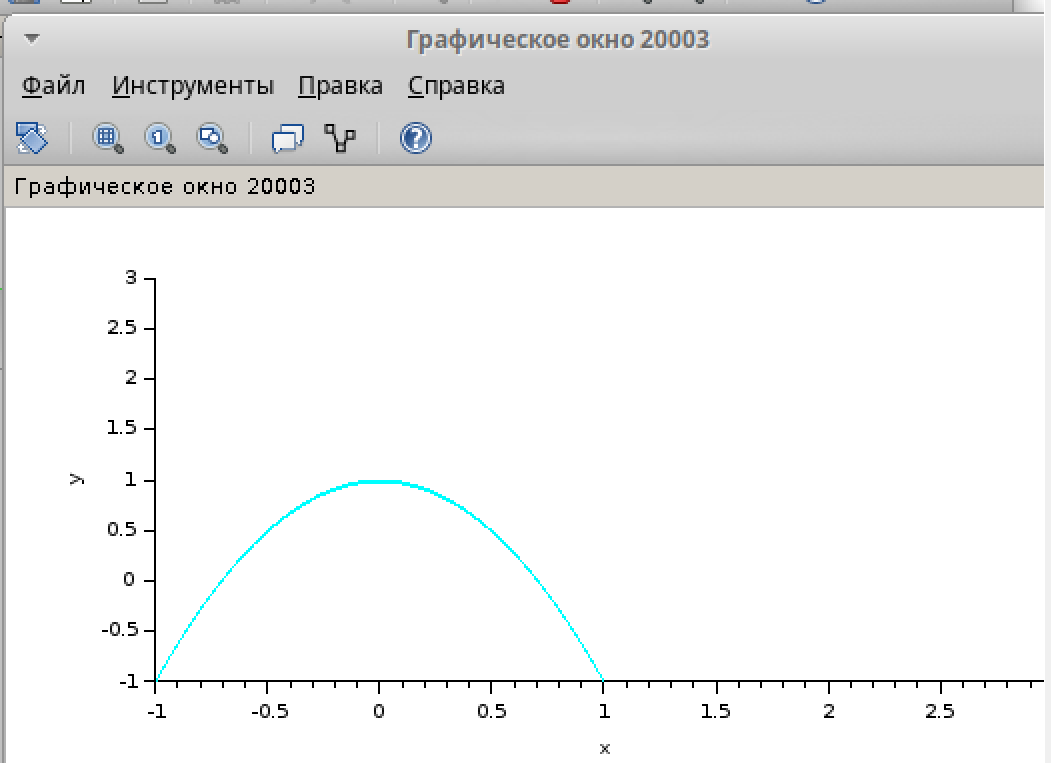 Графическое окно 20003
Файл Инструменты Правка Справка
1 ?
Графическое окно 20003
3
2.5
2
1.5
y 1
0.5
0
-0.5
-1
-1 -0.5 0 0.5 1 1.5 2 2.5
x